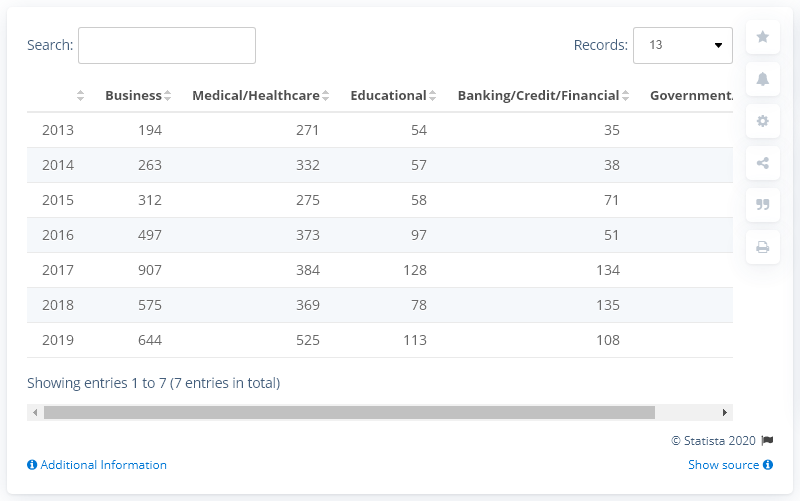 Search: Records: 13
Business Medical/Healthcare Educational Banking/Credit/Financial Government
2013 194 271 54 35
2014 263 332 57 38
2015 312 275 58 71
2016 497 373 97 51
2017 907 384 128 134
2018 575 369 78 135
2019 644 525 113 108
Showing entries 1 to 7 (7 entries in total)
© Statista 2020
Additional Information Show source